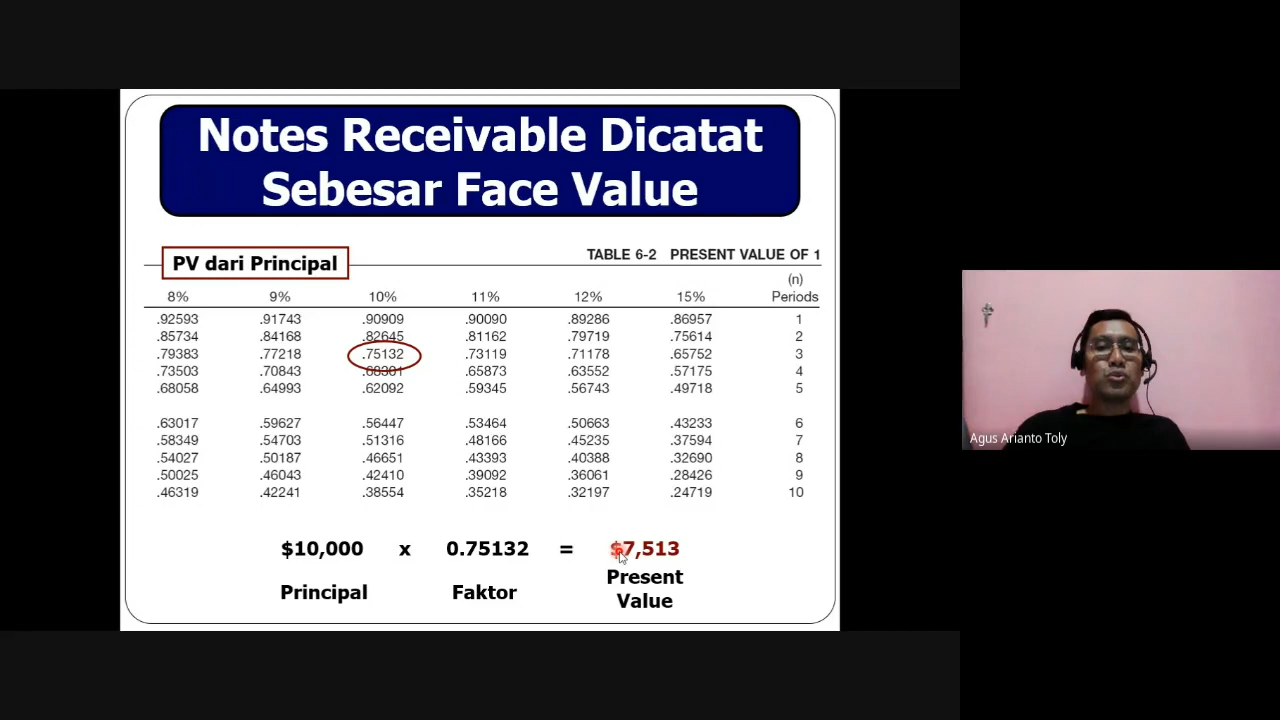 Notes Receivable Dicatat
Sebesar Face Value
PV dari Principal
TABLE 6-2 PRESENT VALUE OF 1
(n)
8% 9% 10% 11% 12% 15% Periods
.92593 .91743 .90909 .90090 .89286 .86957 1
.85734 .84168 .82645 .81162 .79719 .75614 2
.79383 .77218 .75132 .73119 .71178 .65752 3
.73503 .70843 .68301 .65873 .63552 .57175 4
.68058 .64993 .62092 .59345 .56743 .49718 5
.63017 .59627 .56447 .53464 .50663 .43233 6
.58349 .54703 .51316 .48166 .45235 .37594 7
.54027 .50187 .46651 .43393 .40388 .32690 8
.50025 .46043 .42410 .39092 .36061 .28426 9
.46319 .42241 .38554 .35218 .32197 .24719 10
$10,000 x 0.75132 = $7,513
Principal Faktor Present
Value
Agus Arianto Toly